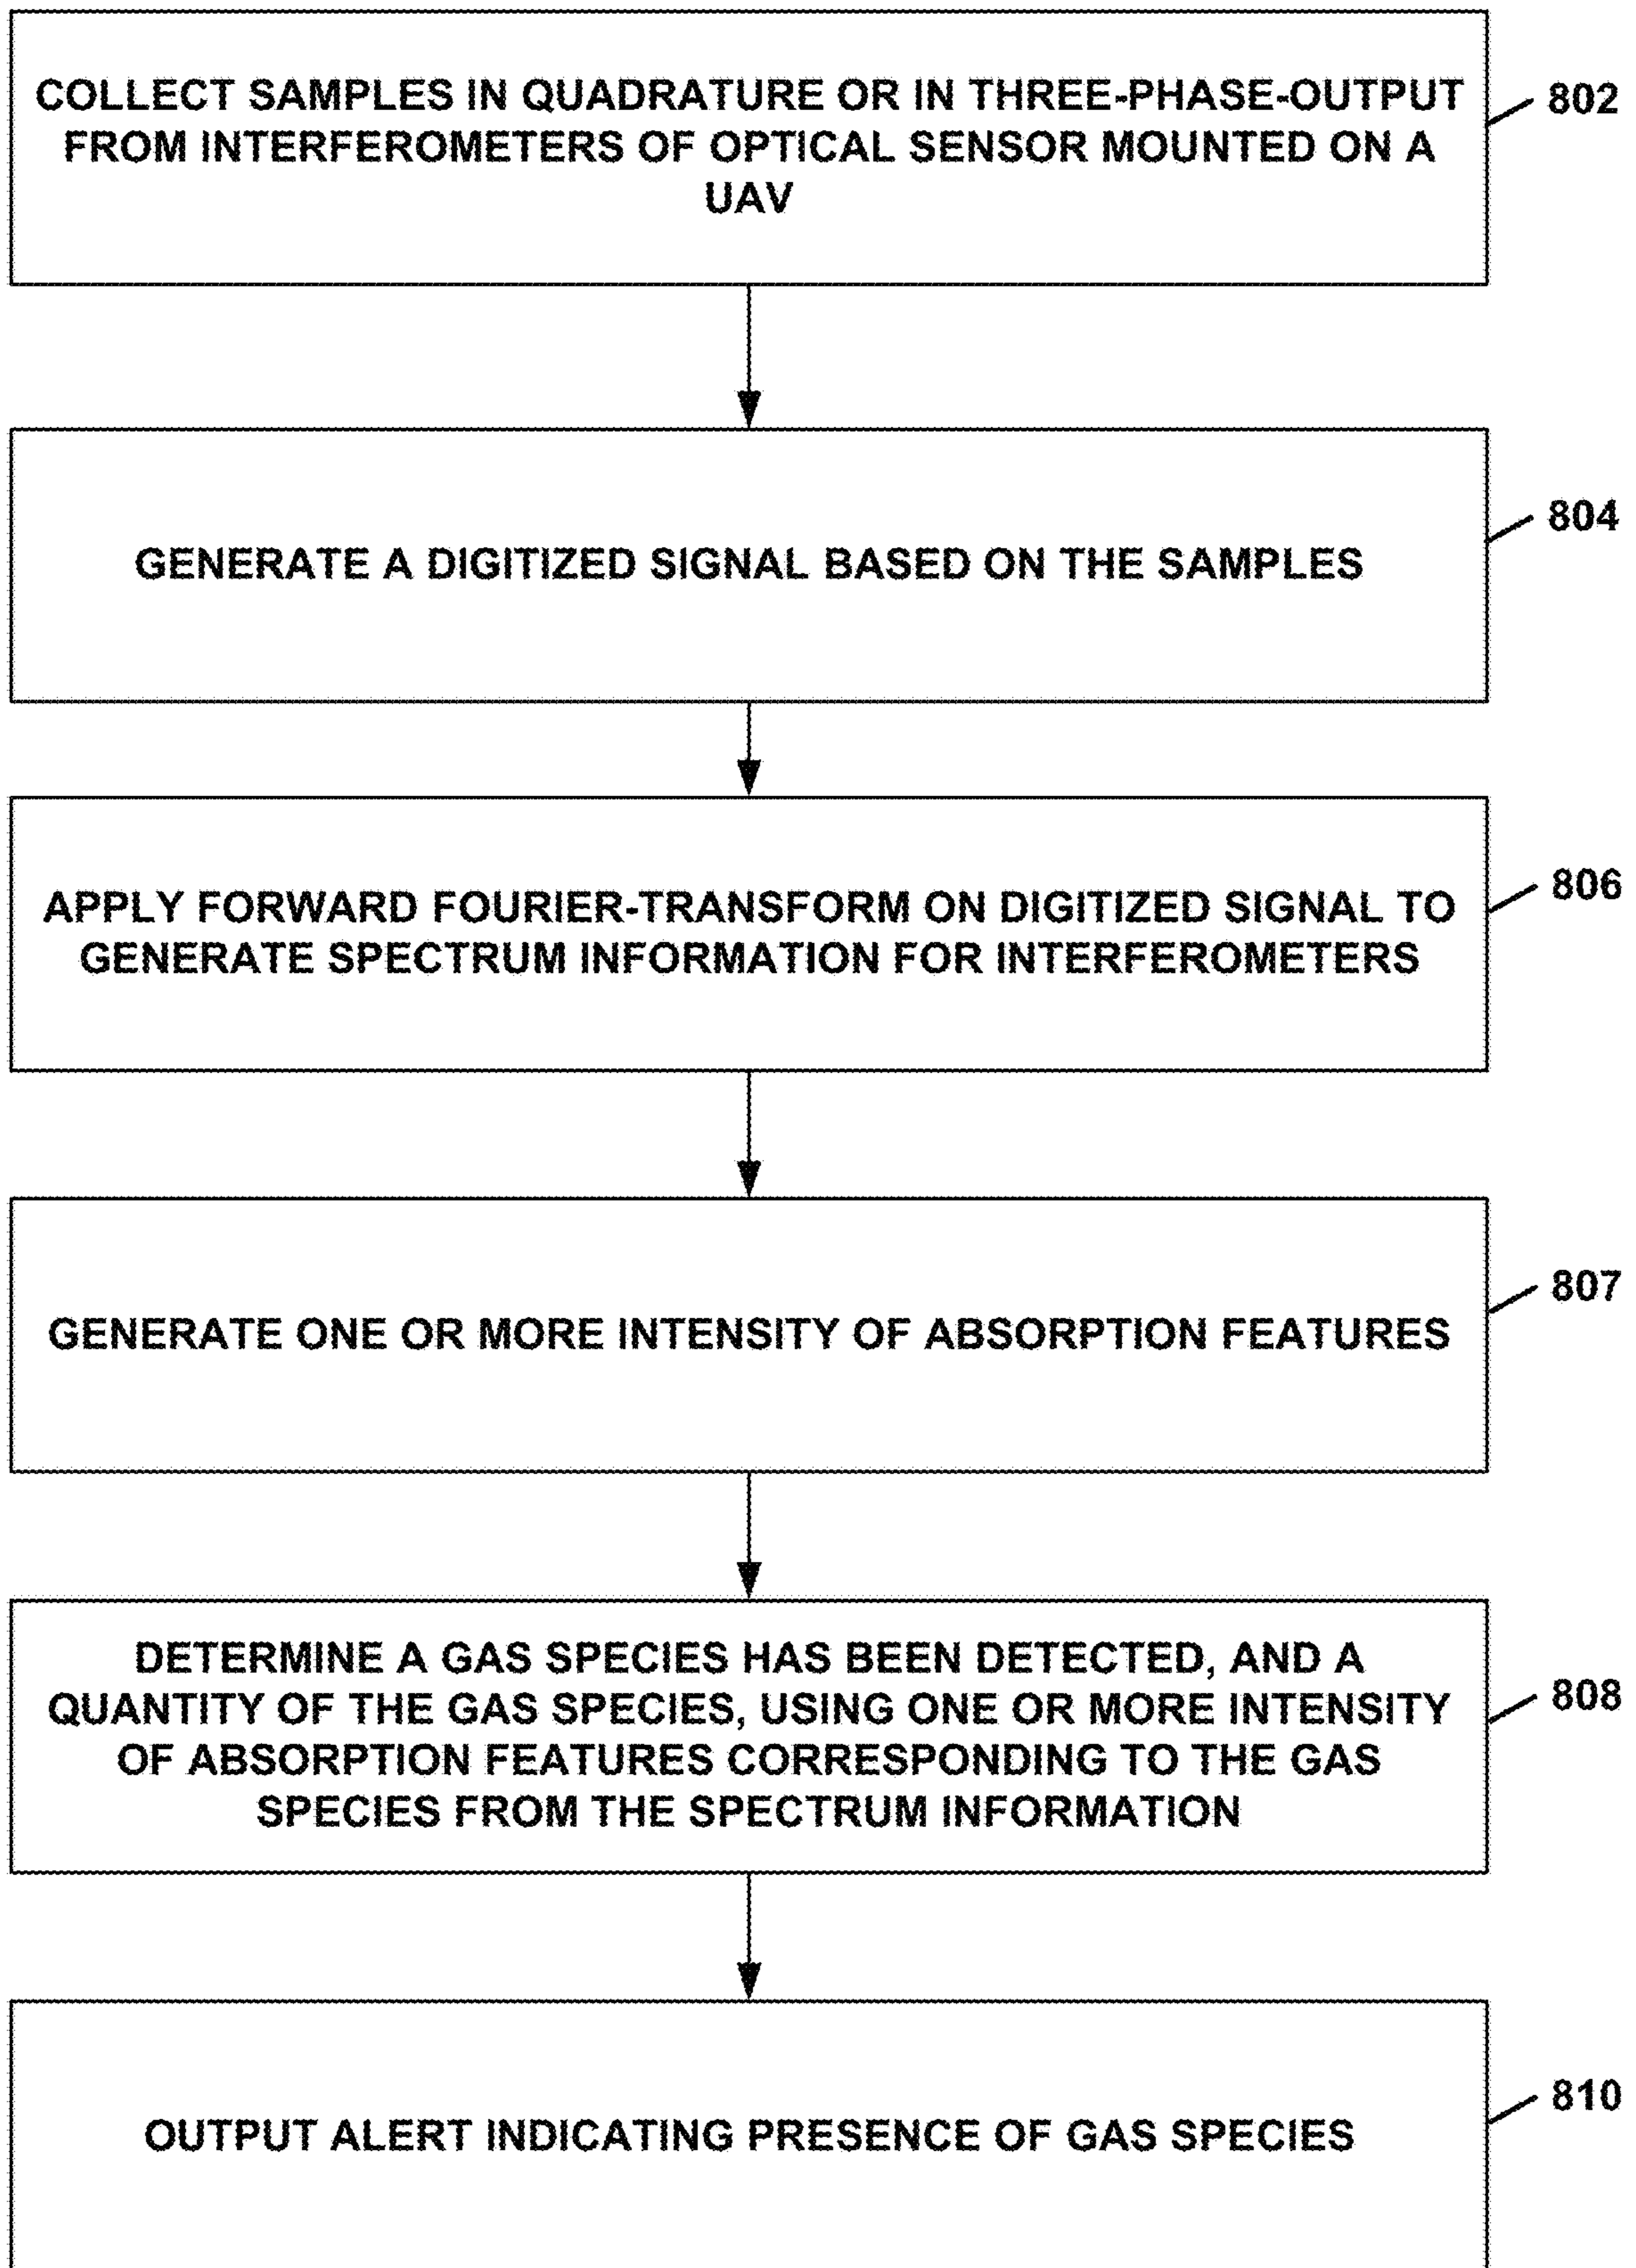 COLLECT SAMPLES IN QUADRATURE OR IN THREE-PHASE-OUTPUT
FROM INTERFEROMETERS OF OPTICAL SENSOR MOUNTED ON A
UAV
802
GENERATE A DIGITIZED SIGNAL BASED ON THE SAMPLES
804
APPLY FORWARD FOURIER-TRANSFORM ON DIGITIZED SIGNAL TO
GENERATE SPECTRUM INFORMATION FOR INTERFEROMETERS
806
GENERATE ONE OR MORE INTENSITY OF ABSORPTION FEATURES
807
DETERMINE A GAS SPECIES HAS BEEN DETECTED, AND A
QUANTITY OF THE GAS SPECIES, USING ONE OR MORE INTENSITY
OF ABSORPTION FEATURES CORRESPONDING TO THE GAS
SPECIES FROM THE SPECTRUM INFORMATION
808
OUTPUT ALERT INDICATING PRESENCE OF GAS SPECIES
810